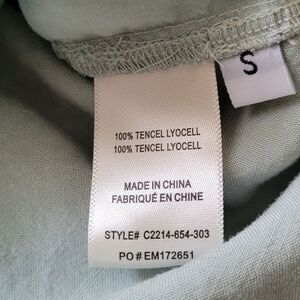 S
100% TENCEL LYOCELL
100% TENCEL LYOCELL
MADE IN CHINA
FABRIQUÉ EN CHINE
STYLE# C2214-654-303
PO # EM172651